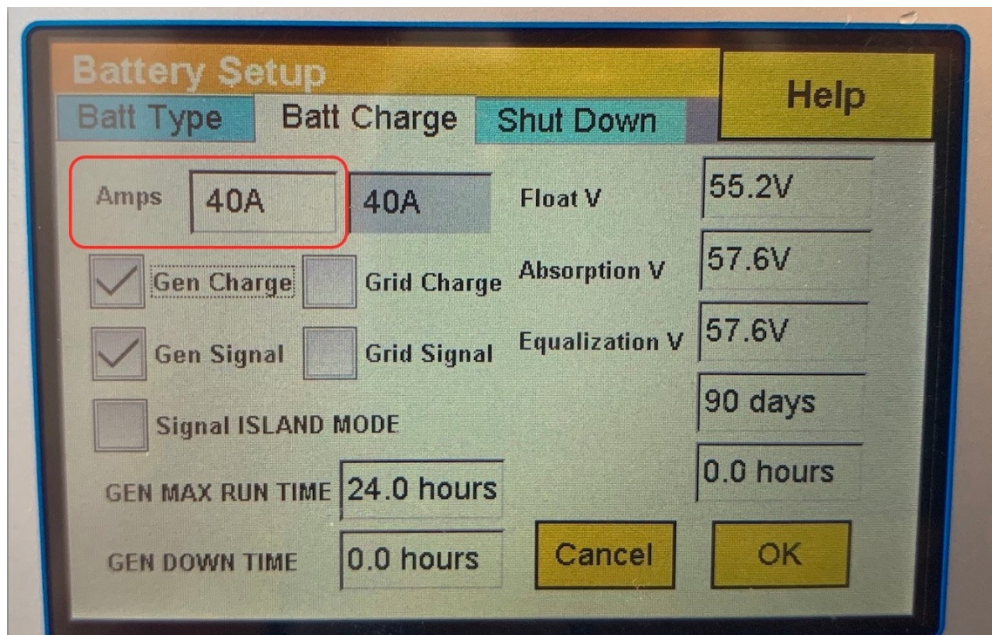 Battery Setup
Help
Batt Type Batt Charge Shut Down
Amps 40A 40A Float V 55.2V
Gen Charge Grid Charge Absorption V 57.6V
Gen Signal Grid Signal Equalization V 57.6V
Signal ISLAND MODE 90 days
GEN MAX RUN TIME 24.0 hours 0.0 hours
GEN DOWN TIME 0.0 hours Cancel OK